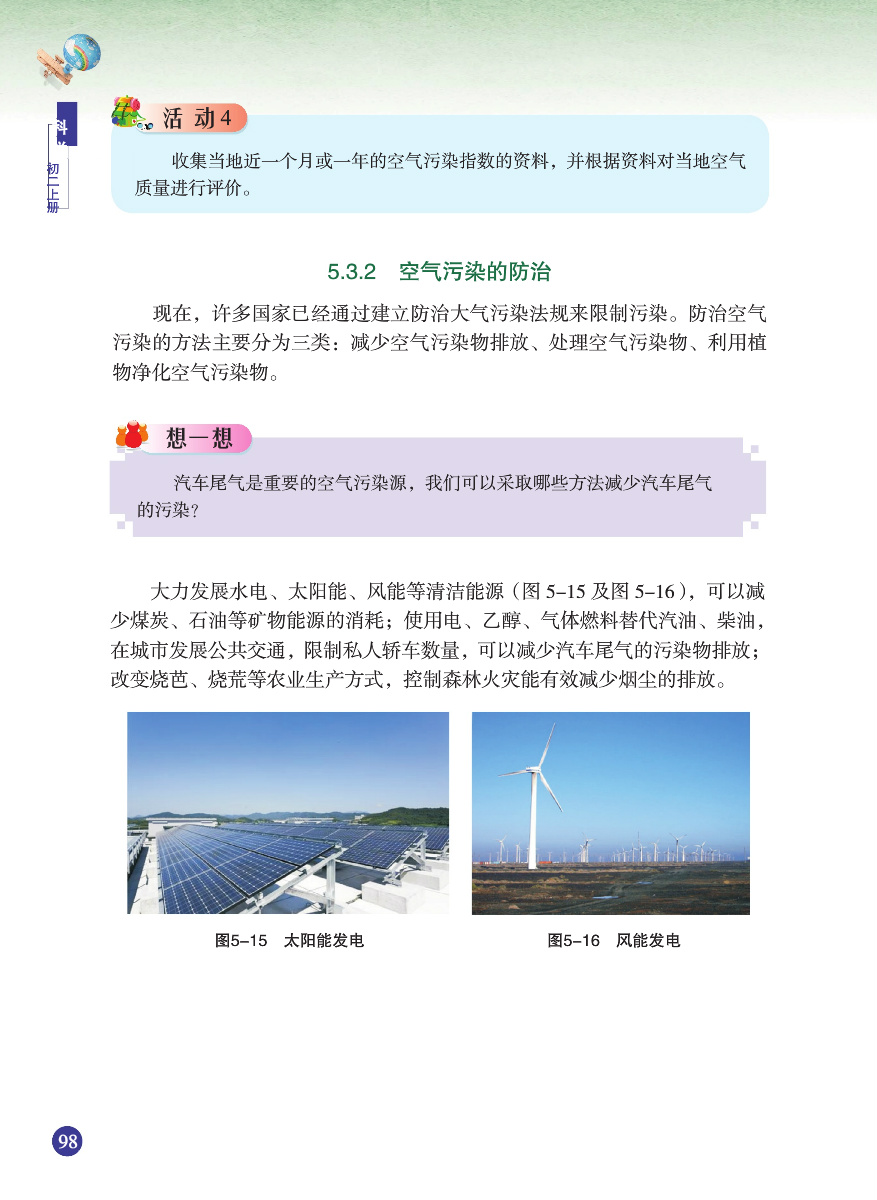 科
初二上册
活动4
收集当地近一个月或一年的空气污染指数的资料，并根据资料对当地空气
质量进行评价。
5.3.2 空气污染的防治
现在，许多国家已经通过建立防治大气污染法规来限制污染。防治空气
污染的方法主要分为三类：减少空气污染物排放、处理空气污染物、利用植
物净化空气污染物。
想一想
汽车尾气是重要的空气污染源，我们可以采取哪些方法减少汽车尾气
的污染？
大力发展水电、太阳能、风能等清洁能源（图 5–15 及图 5–16），可以减
少煤炭、石油等矿物能源的消耗；使用电、乙醇、气体燃料替代汽油、柴油，
在城市发展公共交通，限制私人轿车数量，可以减少汽车尾气的污染物排放；
改变烧芭、烧荒等农业生产方式，控制森林火灾能有效减少烟尘的排放。
图5–15 太阳能发电
图5–16 风能发电
98